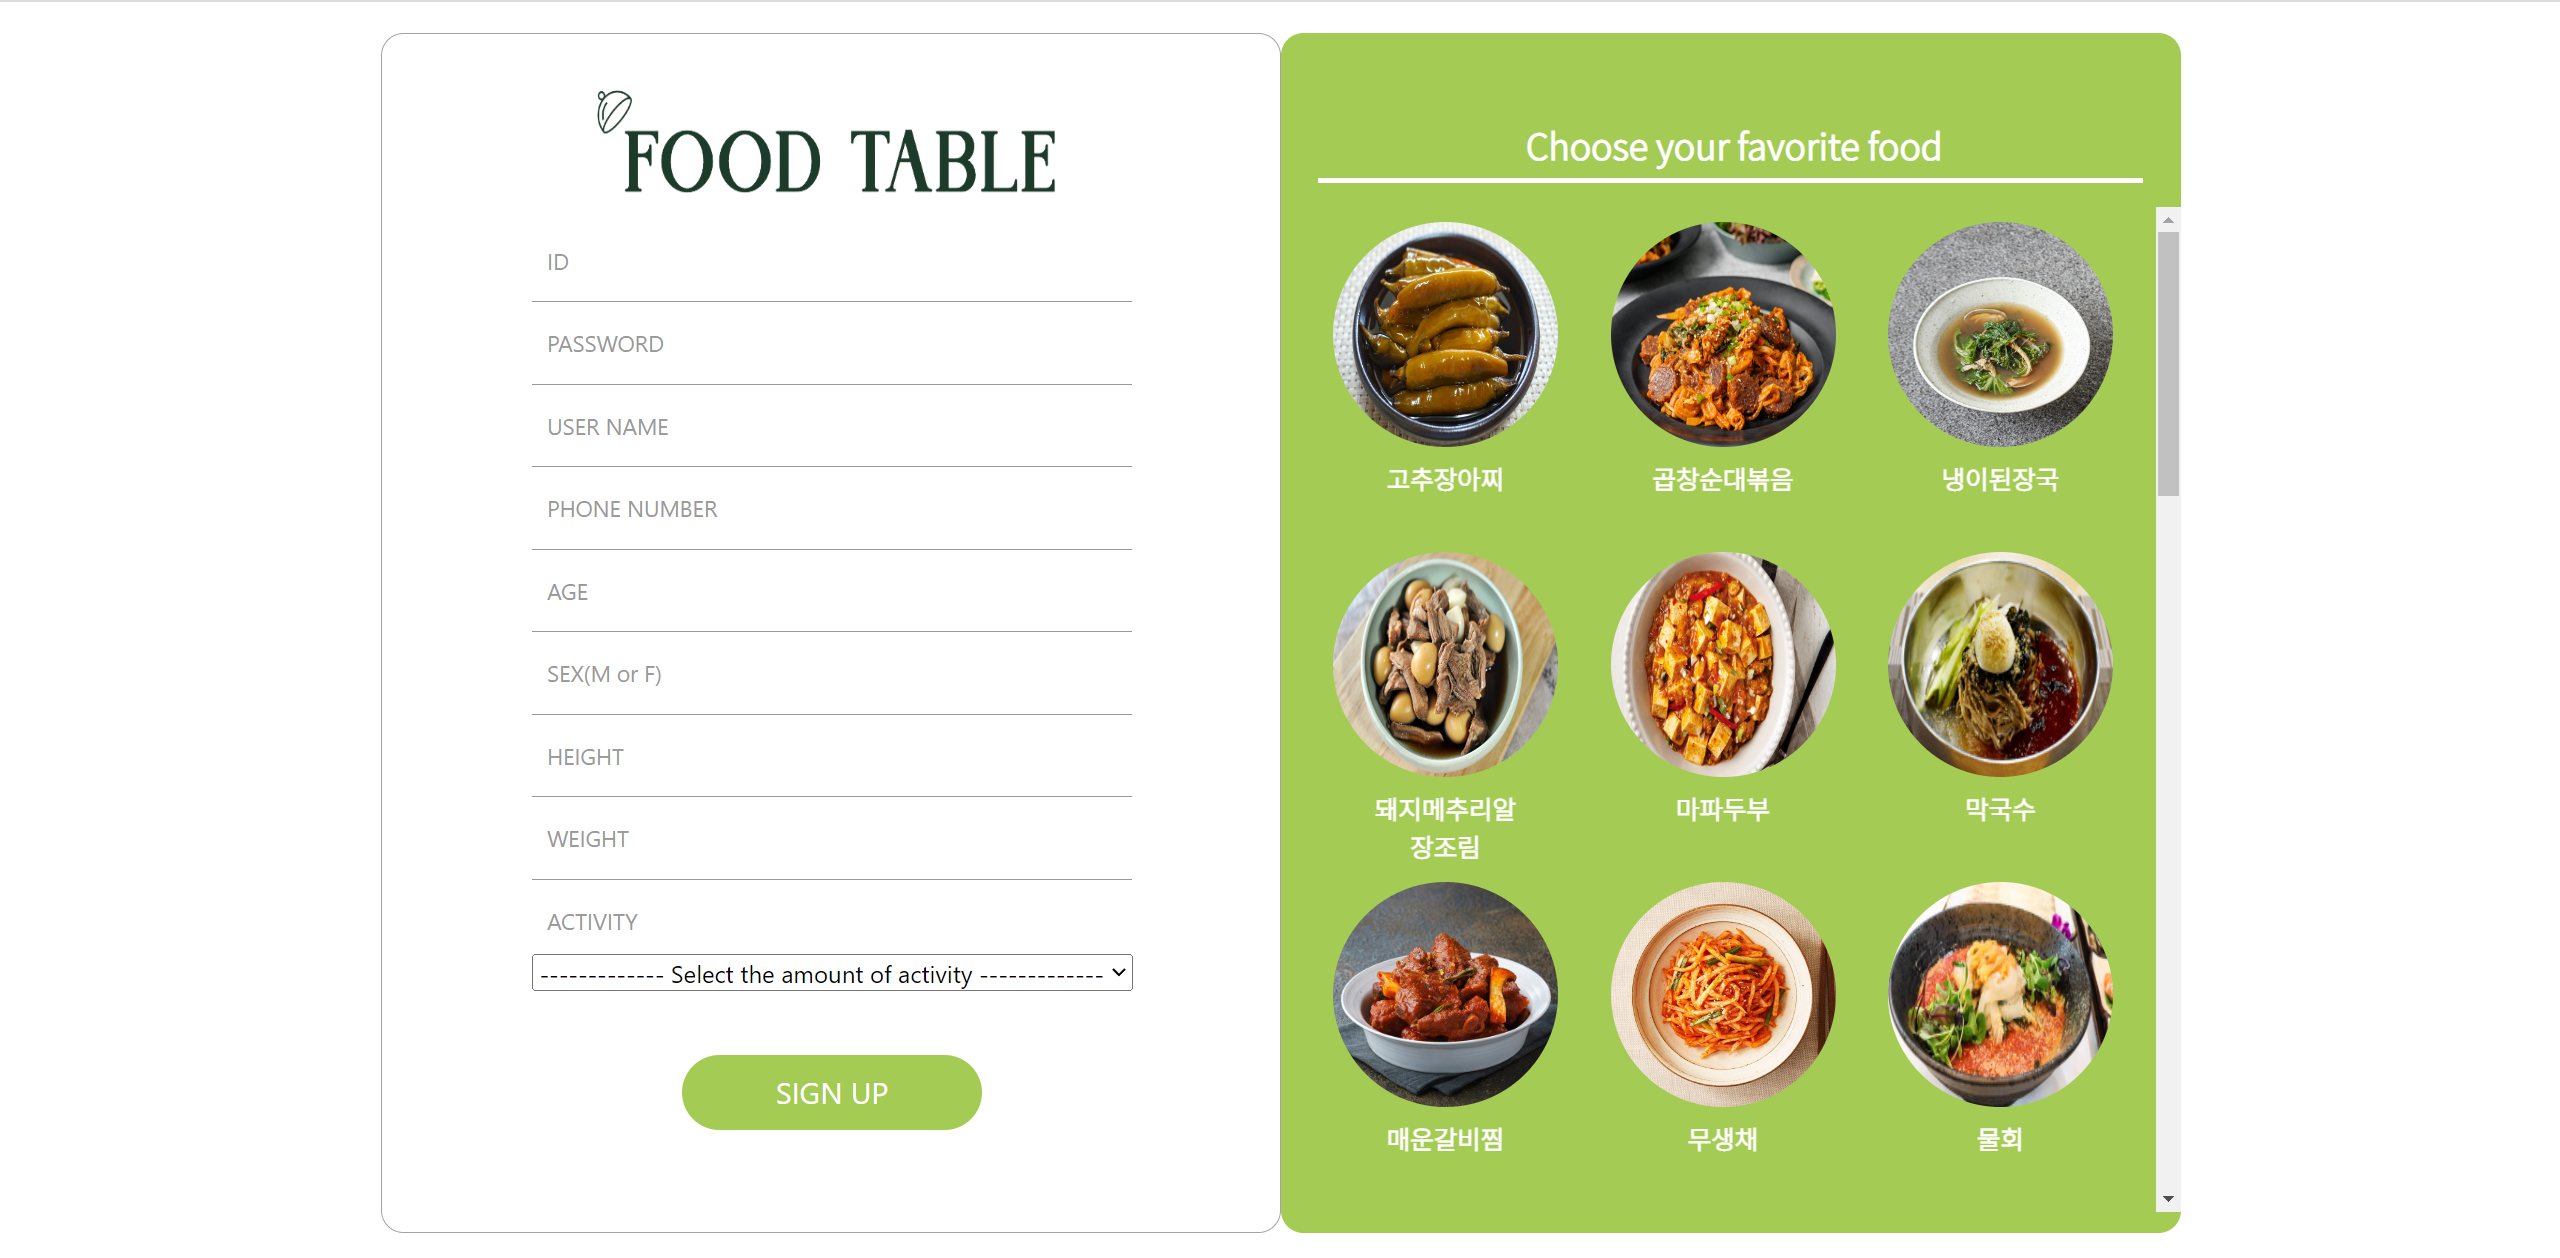 FOOD TABLE
ID
PASSWORD
USER NAME
PHONE NUMBER
AGE
SEX(M or F)
HEIGHT
WEIGHT
ACTIVITY
------------- Select the amount of activity -------------
SIGN UP
Choose your favorite food
고추장아찌
곱창순대볶음
냉이된장국
돼지메추리알
장조림
마파두부
막국수
매운갈비찜
무생채
물회